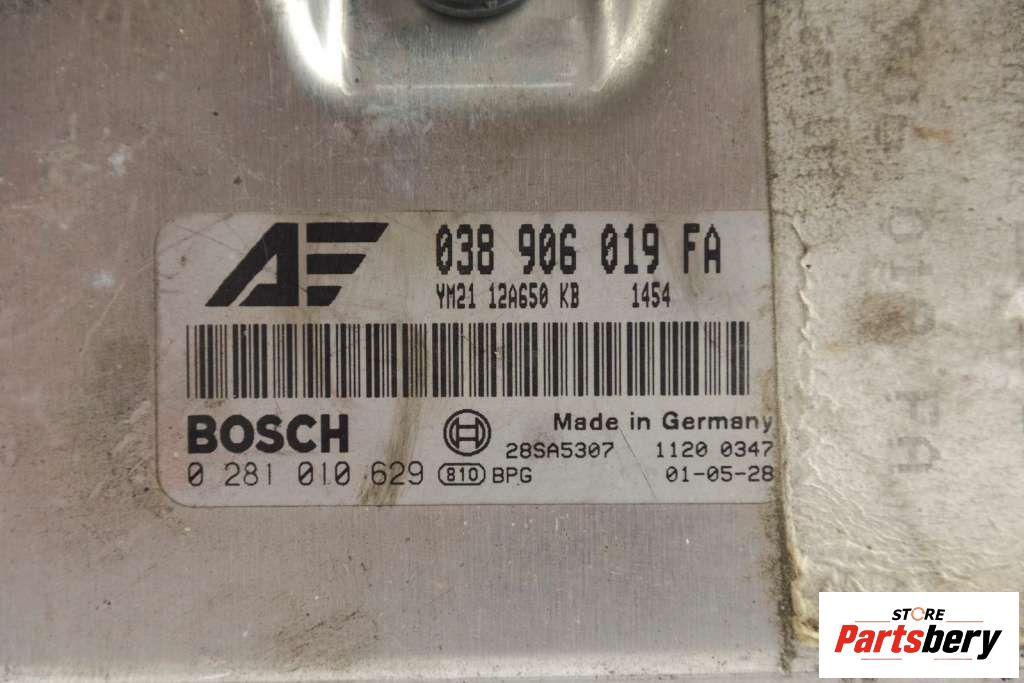 AF 038 906 019 FA
YM21 12A650 KB 1454
BOSCH Made in Germany
28SA5307 1120 0347
0 281 010 629 810 BPG 01-05-28
STORE
Partsbery